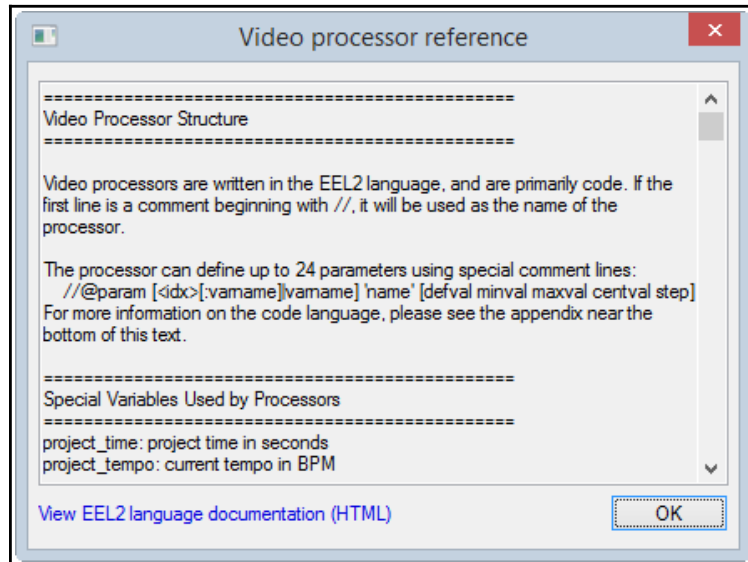 Video processor reference
===============================================
Video Processor Structure
===============================================
Video processors are written in the EEL2 language, and are primarily code. If the
first line is a comment beginning with //, it will be used as the name of the
processor.
The processor can define up to 24 parameters using special comment lines:
//@param [<idx>[:varname]|varname] 'name' [defval minval maxval centval step]
For more information on the code language, please see the appendix near the
bottom of this text.
===============================================
Special Variables Used by Processors
===============================================
project_time: project time in seconds
project_tempo: current tempo in BPM
View EEL2 language documentation (HTML)
OK